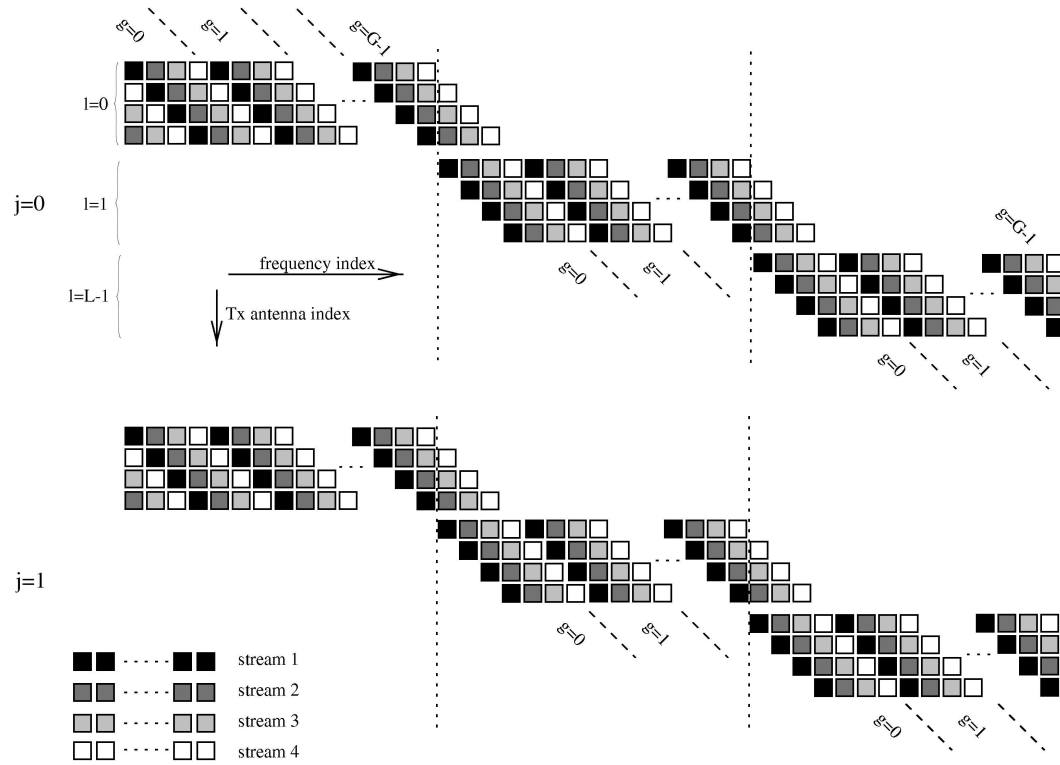 g=0
g=1
g=G-1
l=0
j=0
l=1
g=G-1
frequency index
l=L-1
Tx antenna index
g=0
g=1
g=0
g=1
j=1
g=0
g=1
stream 1
stream 2
stream 3
stream 4
g=0
g=1